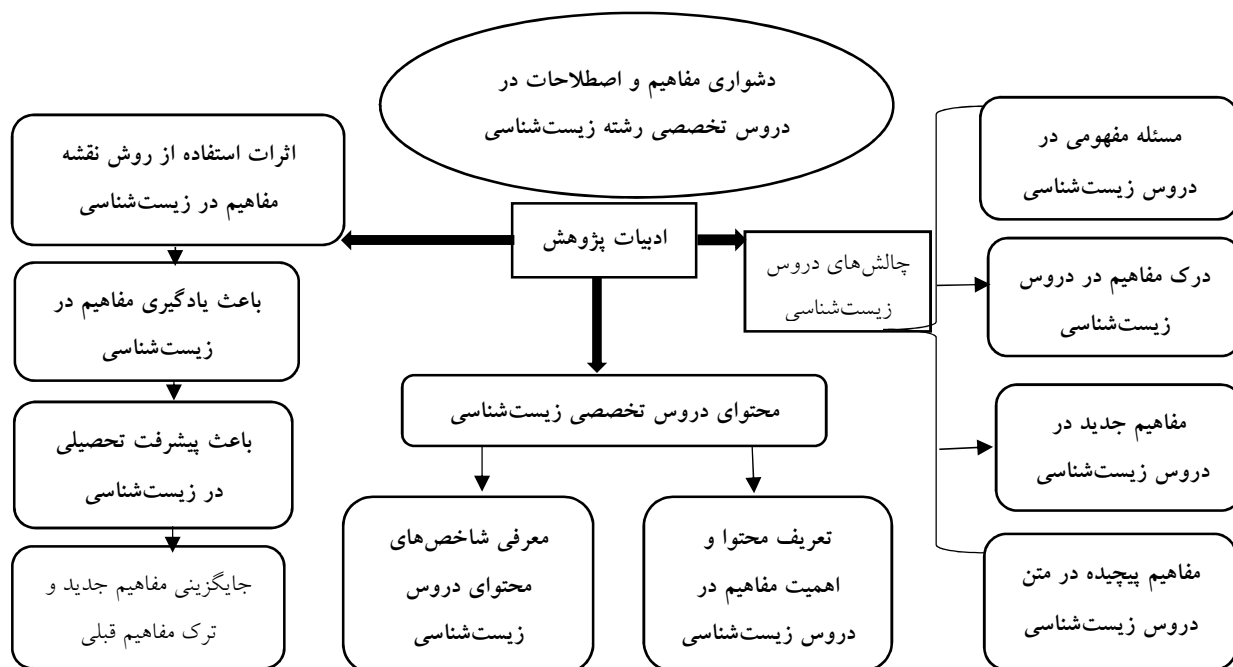 دشواری مفاهیم و اصطلاحات در
دروس تخصصی رشته زیست‌شناسی
ادبیات پژوهش
چالش‌های دروس
زیست‌شناسی
مسئله مفهومی در
دروس زیست‌شناسی
درک مفاهیم در دروس
زیست‌شناسی
مفاهیم جدید در
دروس زیست‌شناسی
مفاهیم پیچیده در متن
دروس زیست‌شناسی
محتوای دروس تخصصی زیست‌شناسی
تعریف محتوا و
اهمیت مفاهیم در
دروس زیست‌شناسی
معرفی شاخص‌های
محتوای دروس
زیست‌شناسی
اثرات استفاده از روش نقشه
مفاهیم در زیست‌شناسی
باعث یادگیری مفاهیم در
زیست‌شناسی
باعث پیشرفت تحصیلی
در زیست‌شناسی
جایگزینی مفاهیم جدید و
ترک مفاهیم قبلی